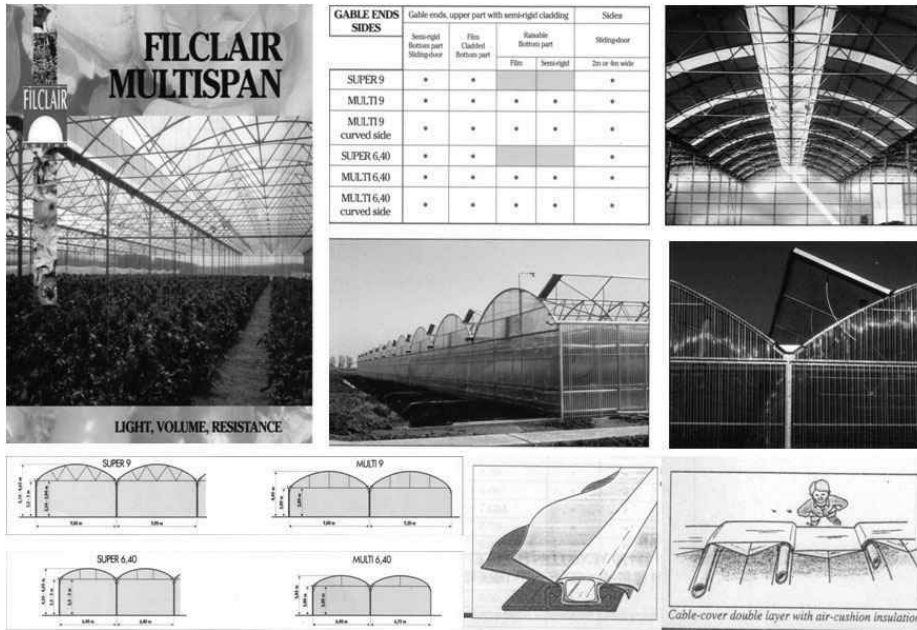 FILCLAIR
MULTISPAN
FILCLAIR
LIGHT, VOLUME, RESISTANCE
GABLE ENDS
SIDES
Gable ends, upper part with semi-rigid cladding
Sides
Semi-rigid
Bottom part
Sliding-door
Film
Cladded
Bottom part
Raisable
Bottom part
Sliding-door
Film
Semi-rigid
2m or 4m wide
SUPER 9
MULTI 9
MULTI 9
curved side
SUPER 6,40
MULTI 6,40
MULTI 6,40
curved side
SUPER 9
MULTI 9
SUPER 6,40
MULTI 6,40
Cable-cover double layer with air-cushion insulation